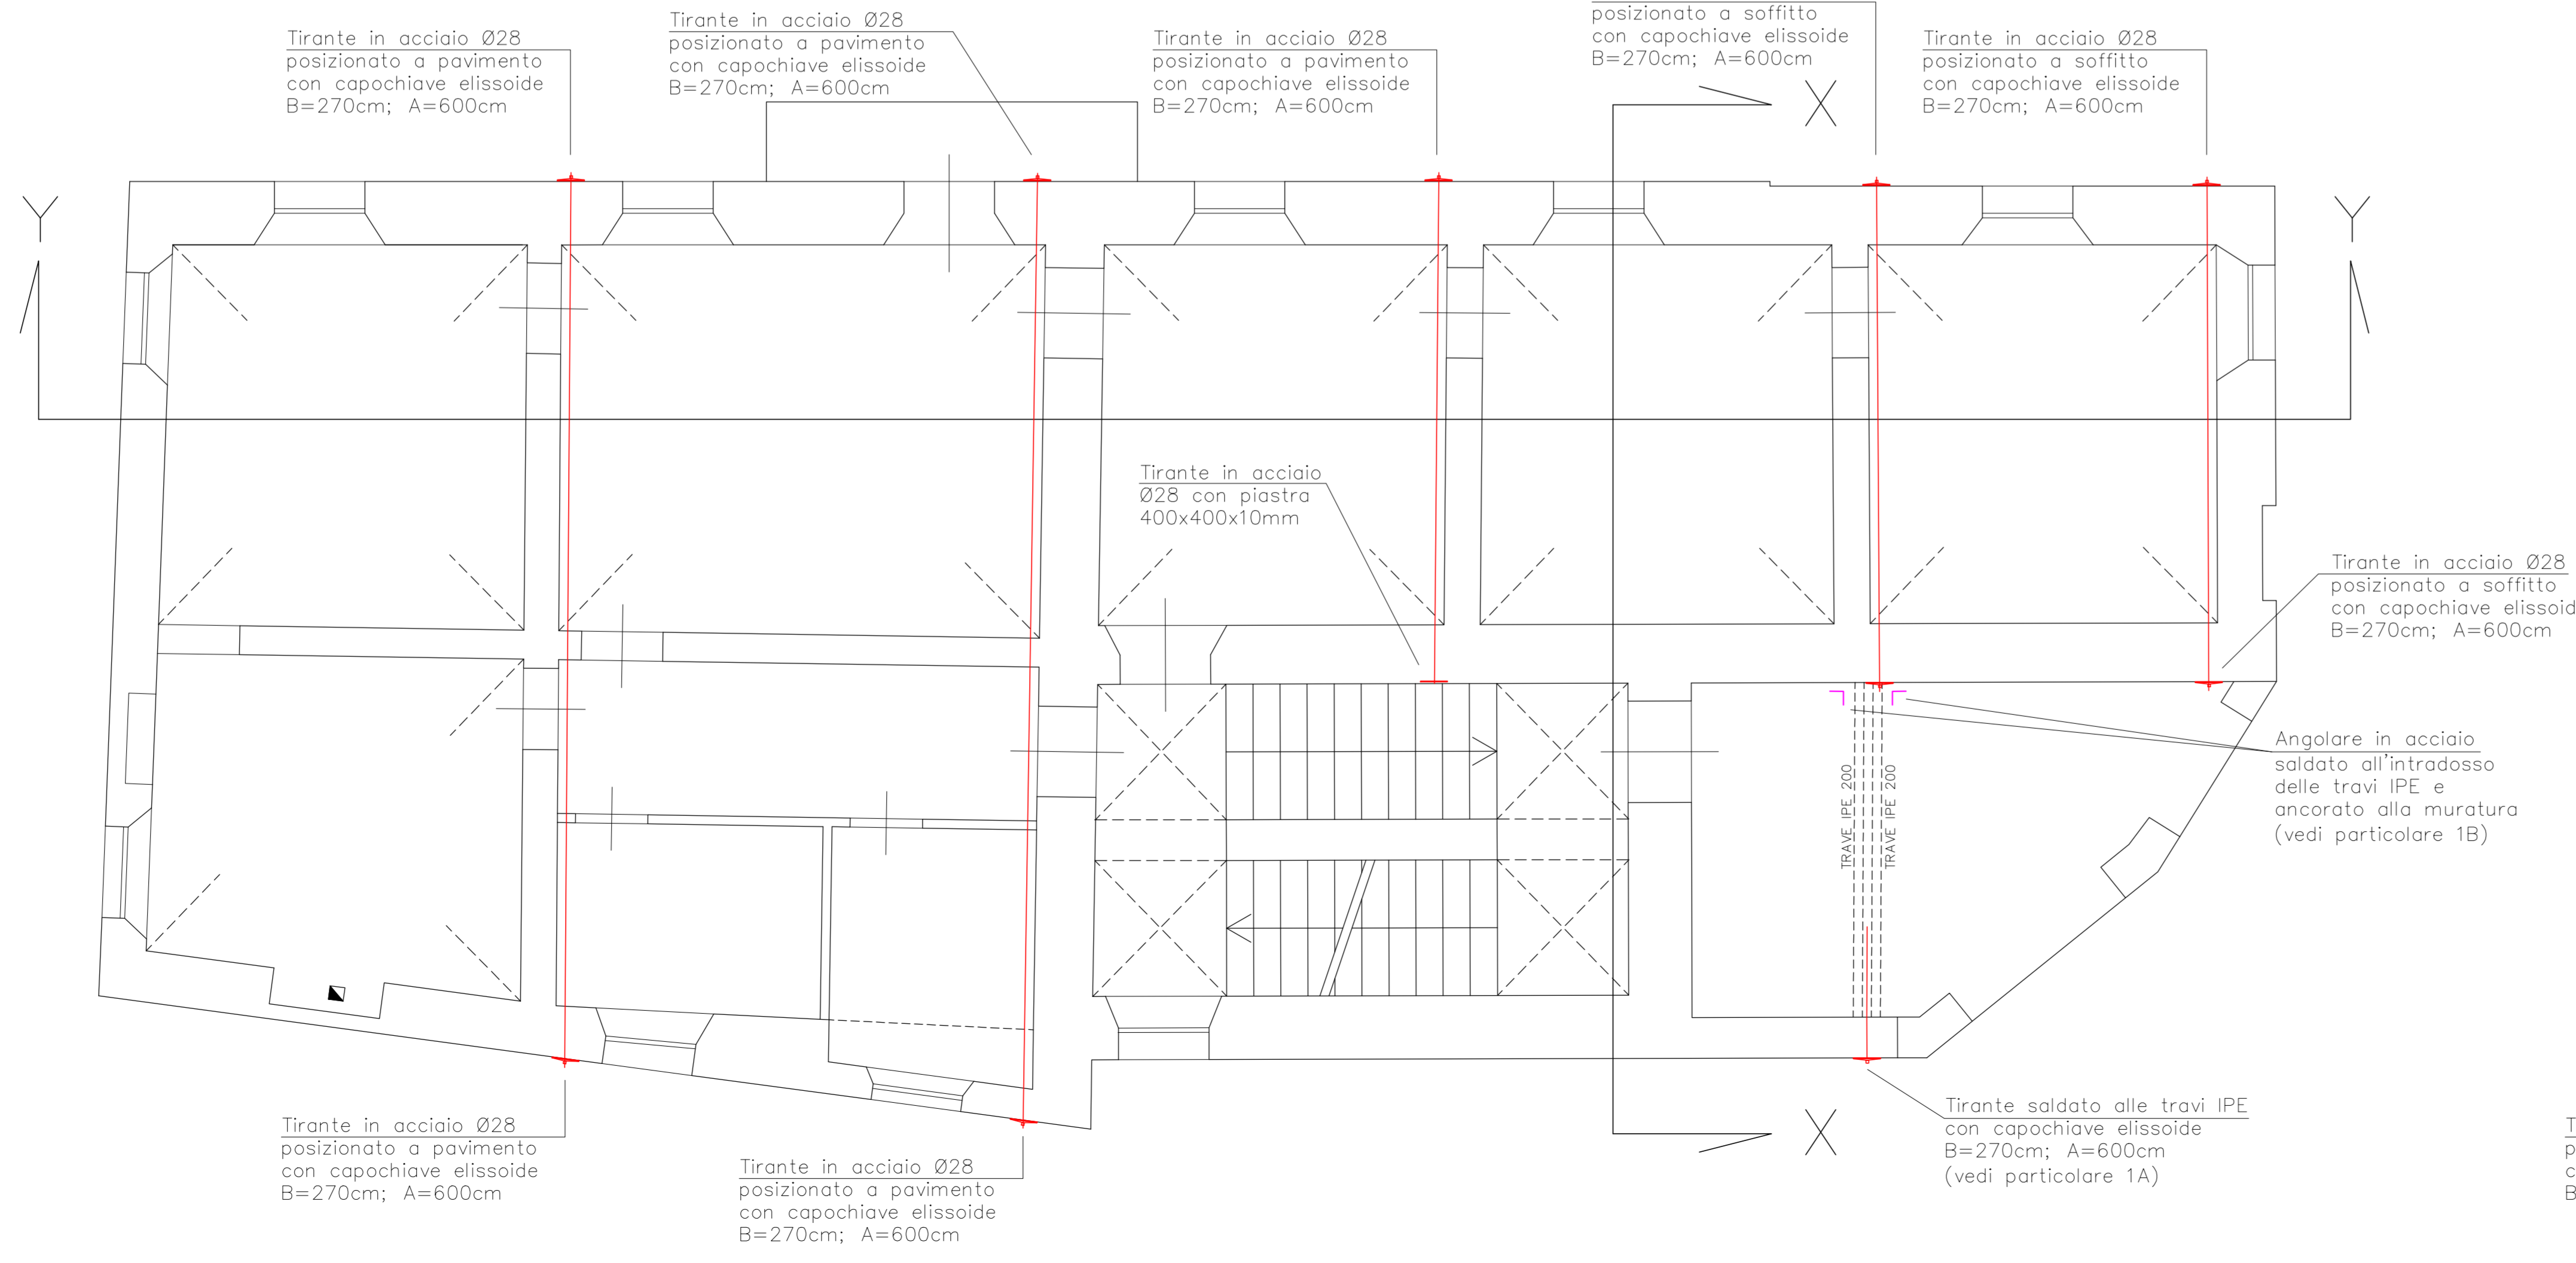 Tirante in acciaio Ø28
posizionato a pavimento
con capochiave elissoide
B=270cm; A=600cm
Tirante in acciaio Ø28
posizionato a pavimento
con capochiave elissoide
B=270cm; A=600cm
Tirante in acciaio Ø28
posizionato a pavimento
con capochiave elissoide
B=270cm; A=600cm
posizionato a soffitto
con capochiave elissoide
B=270cm; A=600cm
Tirante in acciaio Ø28
posizionato a soffitto
con capochiave elissoide
B=270cm; A=600cm
X
Y
Y
Tirante in acciaio
Ø28 con piastra
400x400x10mm
Tirante in acciaio Ø28
posizionato a soffitto
con capochiave elissoid
B=270cm; A=600cm
Angolare in acciaio
saldato all'intradosso
delle travi IPE e
ancorato alla muratura
(vedi particolare 1B)
TRAVE IPE 200
TRAVE IPE 200
Tirante in acciaio Ø28
posizionato a pavimento
con capochiave elissoide
B=270cm; A=600cm
Tirante in acciaio Ø28
posizionato a pavimento
con capochiave elissoide
B=270cm; A=600cm
X
Tirante saldato alle travi IPE
con capochiave elissoide
B=270cm; A=600cm
(vedi particolare 1A)